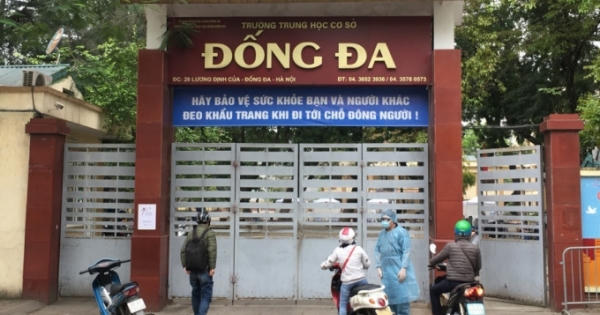 TRƯỜNG TRUNG HỌC CƠ SỞ
ĐỐNG ĐA
ĐC: 28 LƯƠNG ĐỊNH CỦA - ĐỐNG ĐA - HÀ NỘI ĐT: 04. 3852 3936 / 04. 3576 0573
HÃY BẢO VỆ SỨC KHỎE BẠN VÀ NGƯỜI KHÁC
ĐEO KHẨU TRANG KHI ĐI TỚI CHỖ ĐÔNG NGƯỜI !